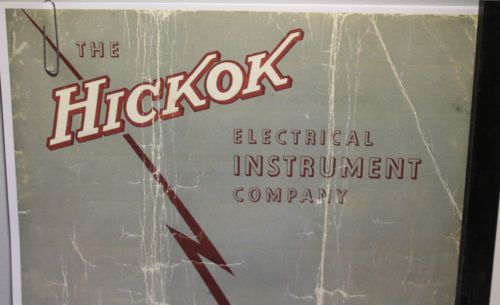 THE
HICKOK
ELECTRICAL
INSTRUMENT
COMPANY